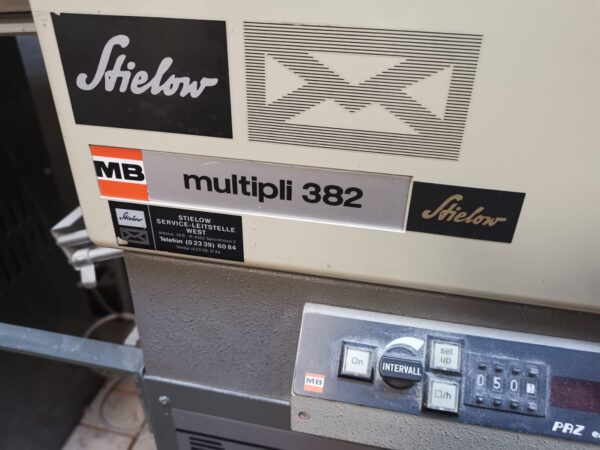 Stielow
MB
multipli 382
Stielow
Stielow
STIELOW
SERVICE-LEITSTELLE
WEST
Telefon (0 23 39) 60 84
On
INTERVALL
set
up
□/h
050
MB
PRZ